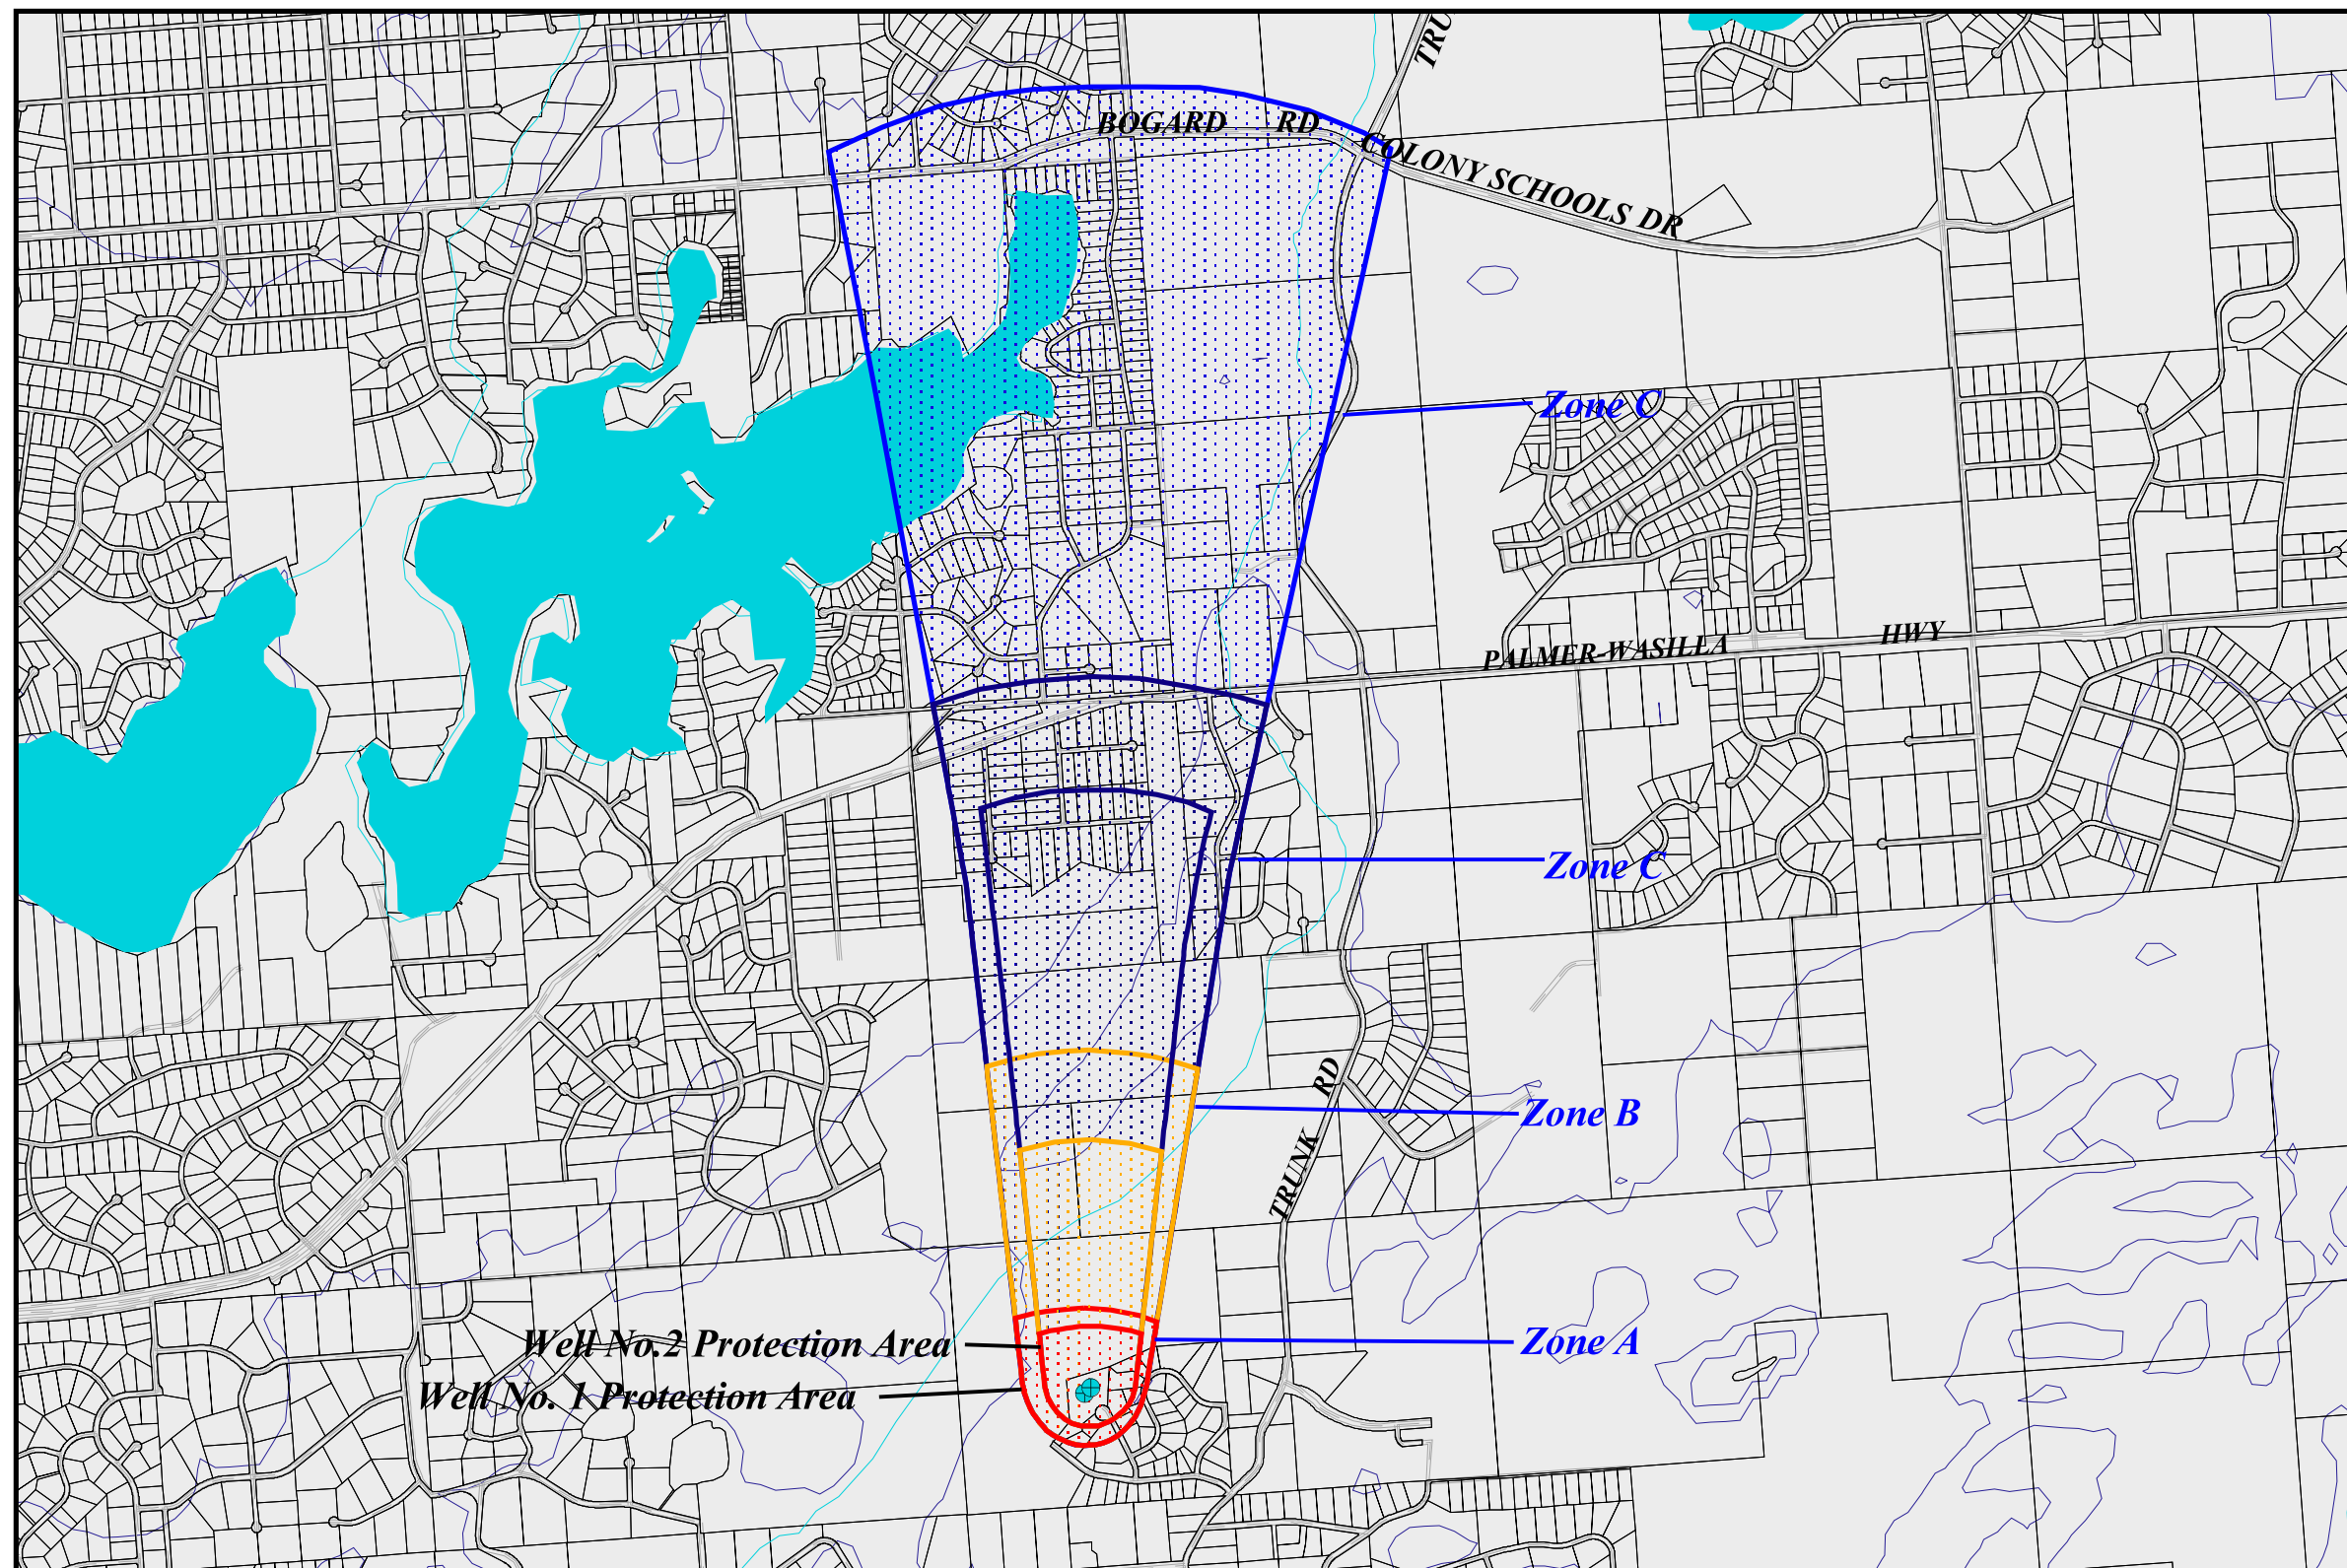 TRU
BOGARD RD
COLONY SCHOOLS DR
Zone C
PALMER-WASILLA HWY
Zone C
TRUNK RD
Zone B
Well No.2 Protection Area
Zone A
Well No. 1 Protection Area